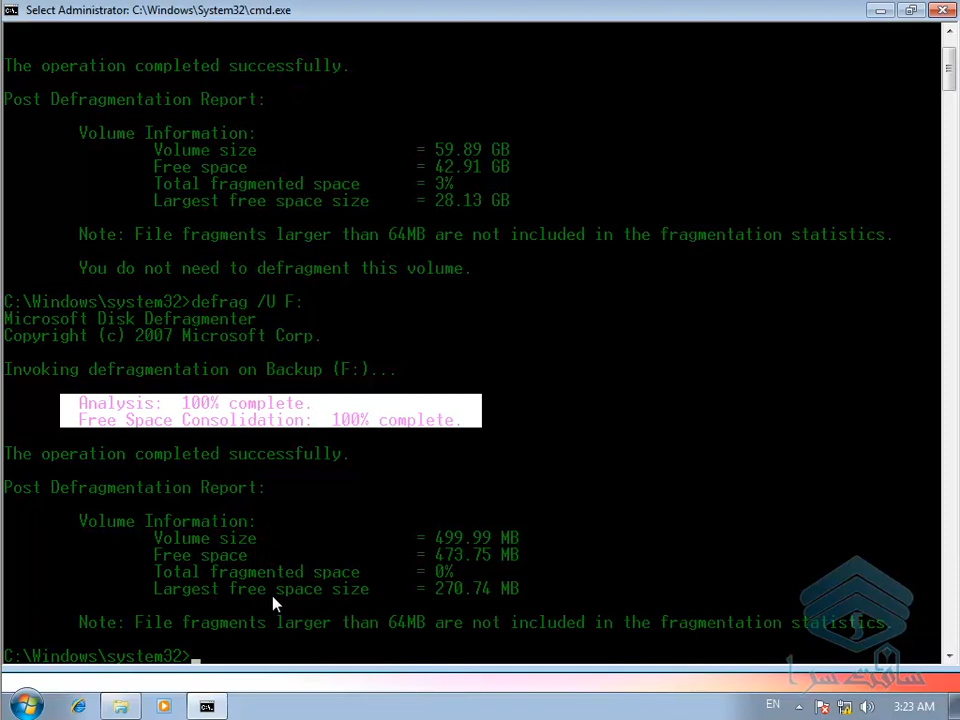 Select Administrator: C:\Windows\System32\cmd.exe
The operation completed successfully.
Post Defragmentation Report:
Volume Information:
Volume size = 59.89 GB
Free space = 42.91 GB
Total fragmented space = 3%
Largest free space size = 28.13 GB
Note: File fragments larger than 64MB are not included in the fragmentation statistics.
You do not need to defragment this volume.
C:\Windows\system32>defrag /U F:
Microsoft Disk Defragmenter
Copyright (c) 2007 Microsoft Corp.
Invoking defragmentation on Backup (F:)...
Analysis: 100% complete.
Free Space Consolidation: 100% complete.
The operation completed successfully.
Post Defragmentation Report:
Volume Information:
Volume size = 499.99 MB
Free space = 473.75 MB
Total fragmented space = 0%
Largest free space size = 270.74 MB
Note: File fragments larger than 64MB are not included in the fragmentation statistics.
C:\Windows\system32>
سافت سرا
EN
3:23 AM